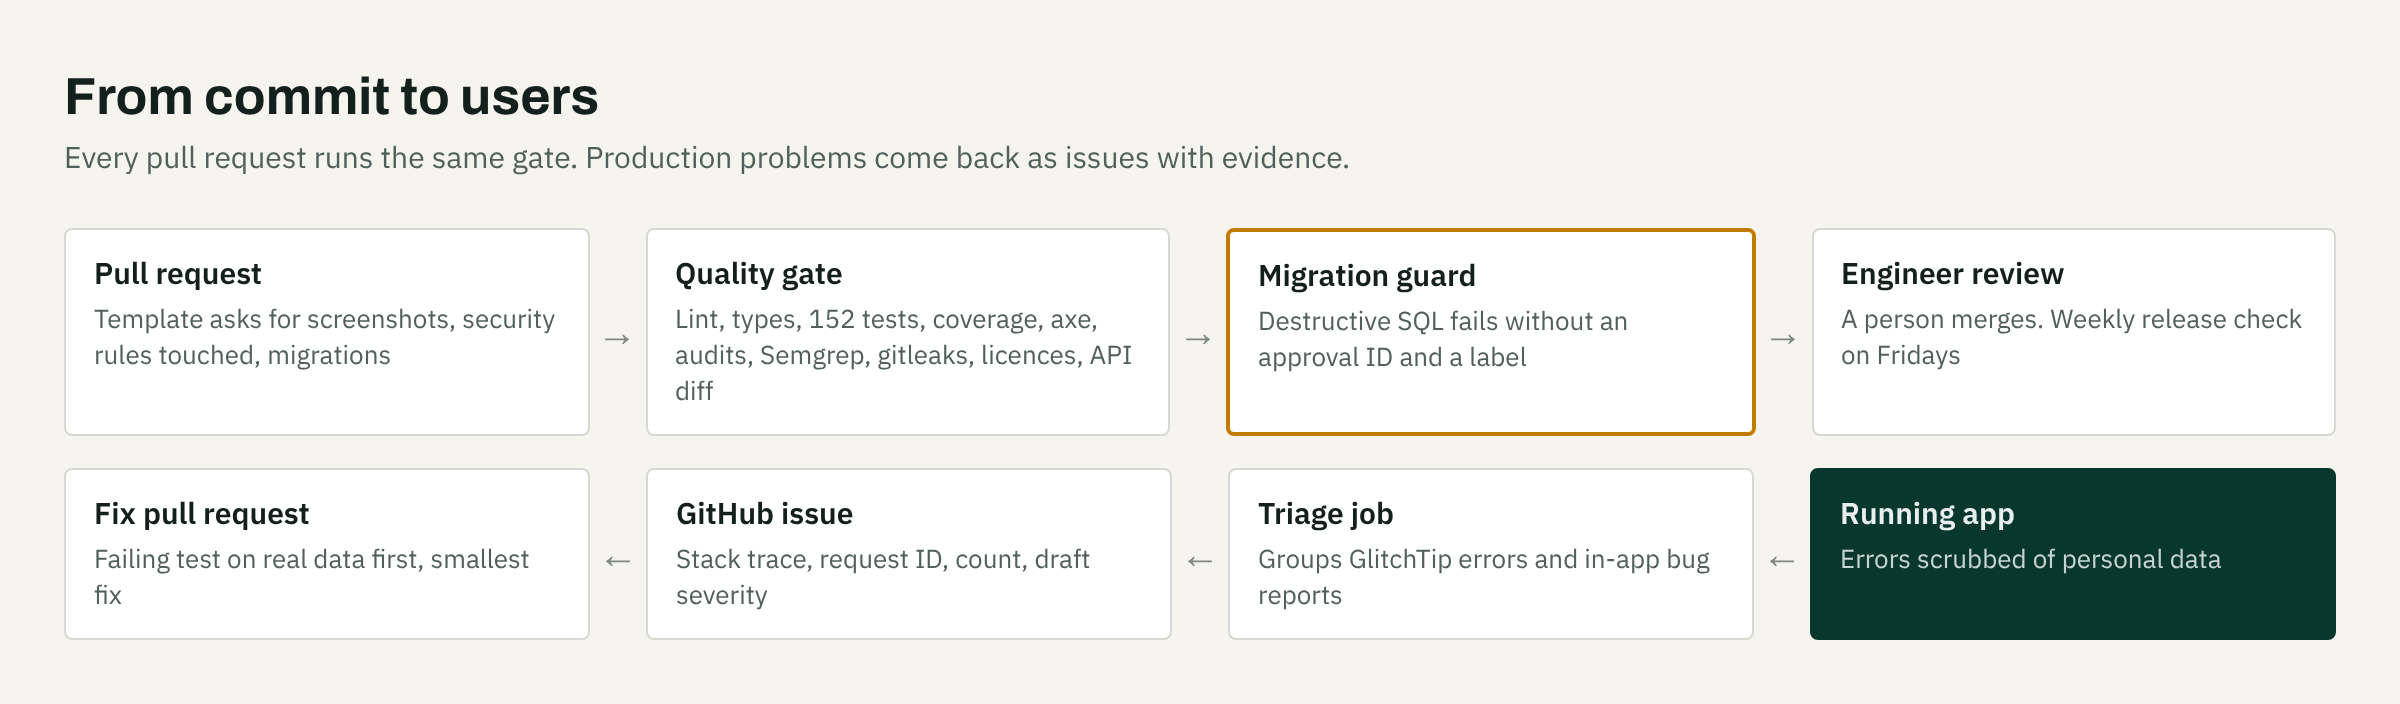 From commit to users
Every pull request runs the same gate. Production problems come back as issues with evidence.
Pull request
Template asks for screenshots, security
rules touched, migrations
→
Quality gate
Lint, types, 152 tests, coverage, axe,
audits, Semgrep, gitleaks, licences, API
diff
→
Migration guard
Destructive SQL fails without an
approval ID and a label
→
Engineer review
A person merges. Weekly release check
on Fridays
Fix pull request
Failing test on real data first, smallest
fix
←
GitHub issue
Stack trace, request ID, count, draft
severity
←
Triage job
Groups GlitchTip errors and in-app bug
reports
←
Running app
Errors scrubbed of personal data